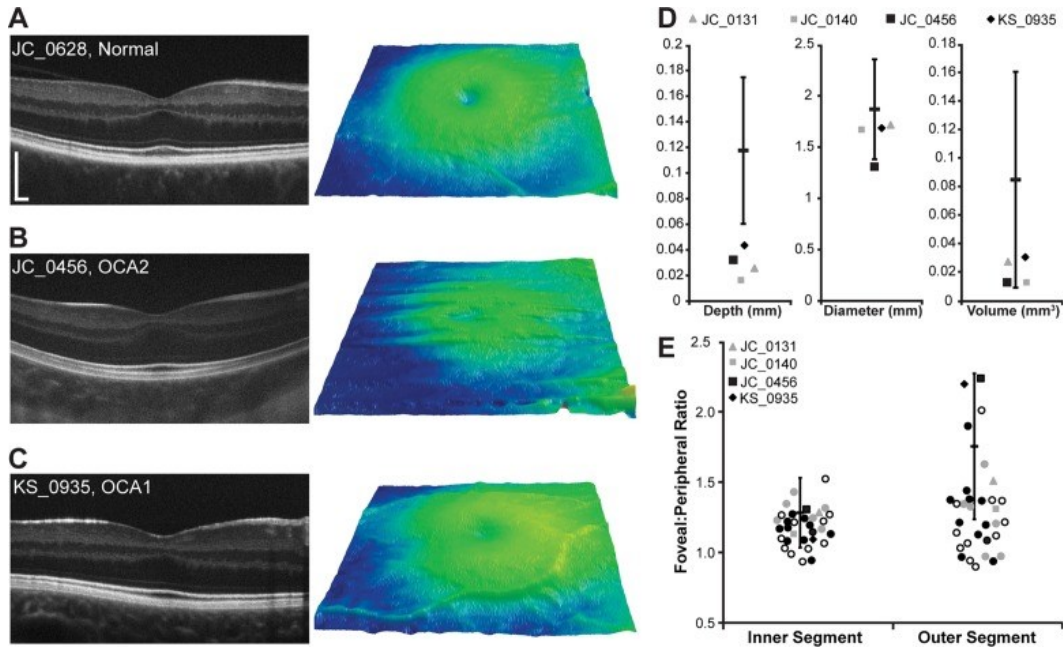 A
JC_0628, Normal
B
JC_0456, OCA2
C
KS_0935, OCA1
D
JC_0131 JC_0140 JC_0456 KS_0935
0.2
0.18
0.16
0.14
0.12
0.1
0.08
0.06
0.04
0.02
0
Depth (mm)
2.5
2
1.5
1
0.5
0
Diameter (mm)
0.2
0.18
0.16
0.14
0.12
0.1
0.08
0.06
0.04
0.02
0
Volume (mm³)
E
JC_0131
JC_0140
JC_0456
KS_0935
Foveal:Peripheral Ratio
2.5
2.0
1.5
1.0
0.5
Inner Segment Outer Segment